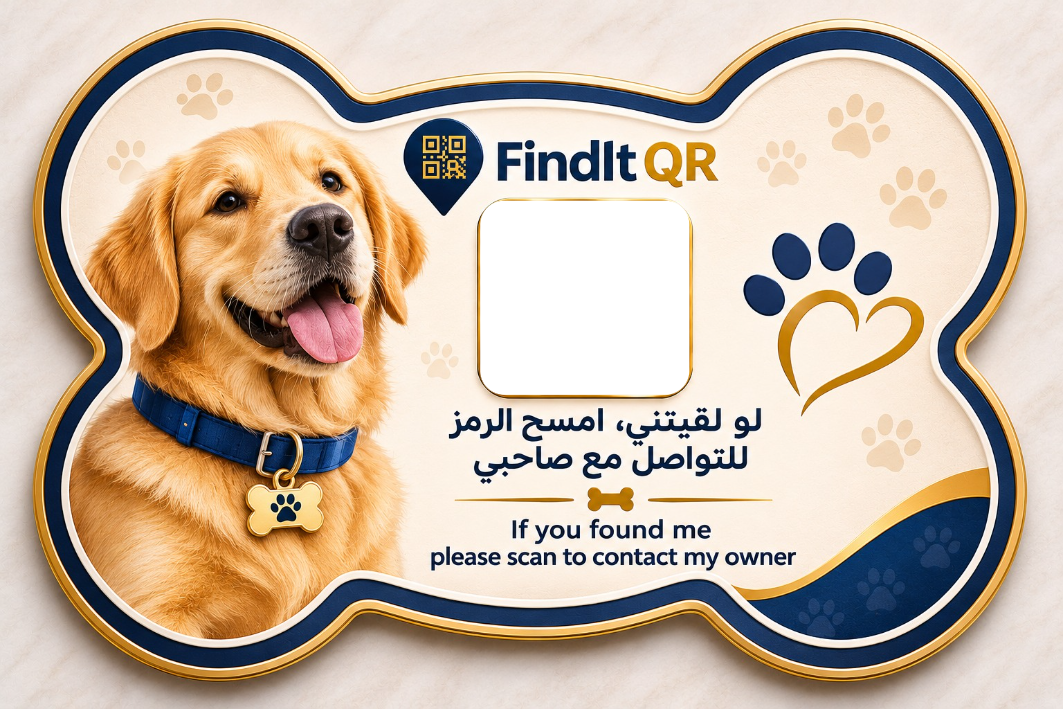 FindIt QR
لو لقيتني، امسح الرمز
للتواصل مع صاحبي
If you found me
please scan to contact my owner